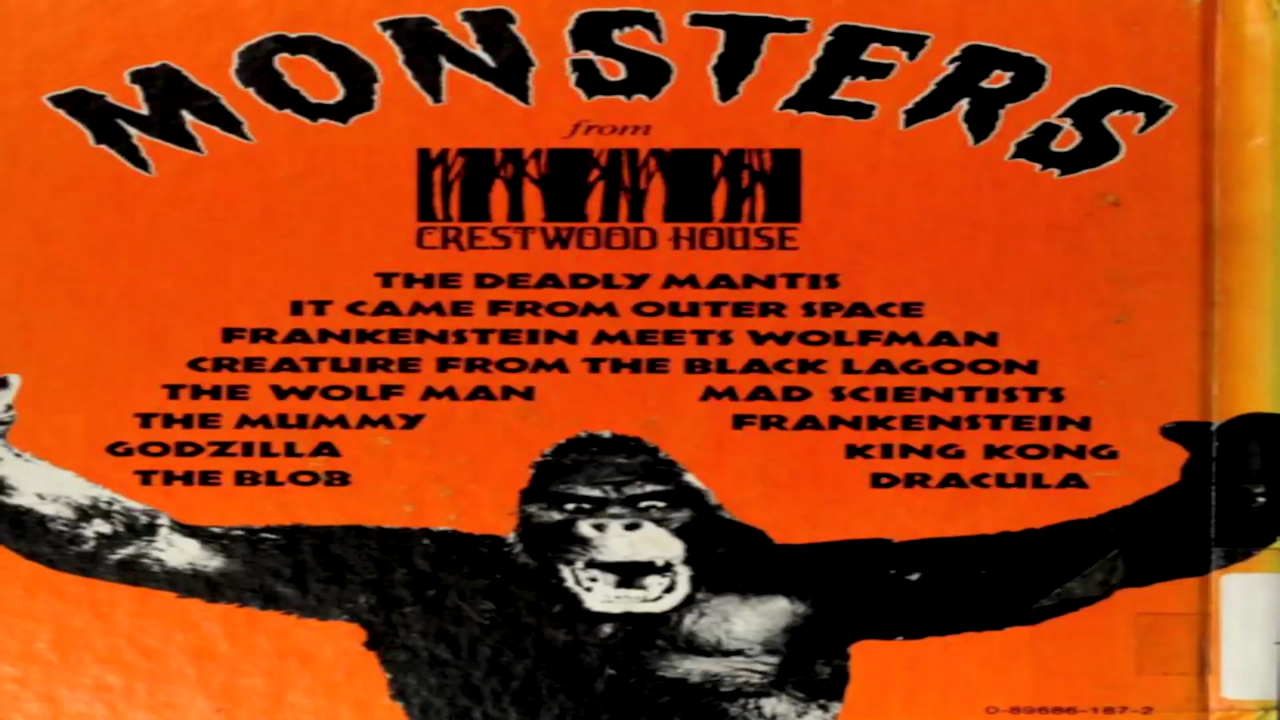 MONSTERS
from
CRESTWOOD HOUSE
THE DEADLY MANTIS
IT CAME FROM OUTER SPACE
FRANKENSTEIN MEETS WOLFMAN
CREATURE FROM THE BLACK LAGOON
THE WOLF MAN MAD SCIENTISTS
THE MUMMY FRANKENSTEIN
GODZILLA KING KONG
THE BLOB DRACULA
0-89686-187-2